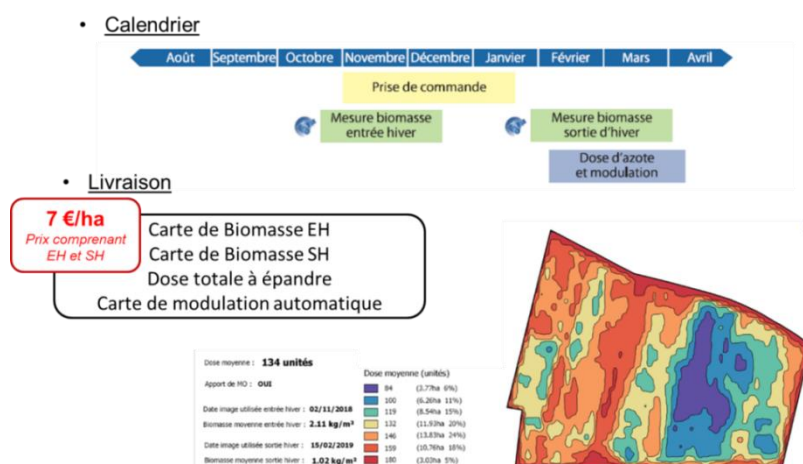 • Calendrier
Août Septembre Octobre Novembre Décembre Janvier Février Mars Avril
Prise de commande
Mesure biomasse
entrée hiver
Mesure biomasse
sortie d'hiver
Dose d'azote
et modulation
• Livraison
7 €/ha
Prix comprenant
EH et SH
Carte de Biomasse EH
Carte de Biomasse SH
Dose totale à épandre
Carte de modulation automatique
Dose moyenne : 134 unités
Apport de MO : OUI
Date image utilisée entrée hiver : 02/11/2018
Biomasse moyenne entrée hiver : 2.11 kg/m²
Date image utilisée sortie hiver : 15/02/2019
Biomasse moyenne sortie hiver : 1.02 kg/m²
Dose moyenne (unités)
84 (3.77ha 6%)
100 (6.26ha 11%)
119 (8.54ha 15%)
132 (11.93ha 20%)
146 (13.83ha 24%)
159 (10.76ha 18%)
180 (3.03ha 5%)